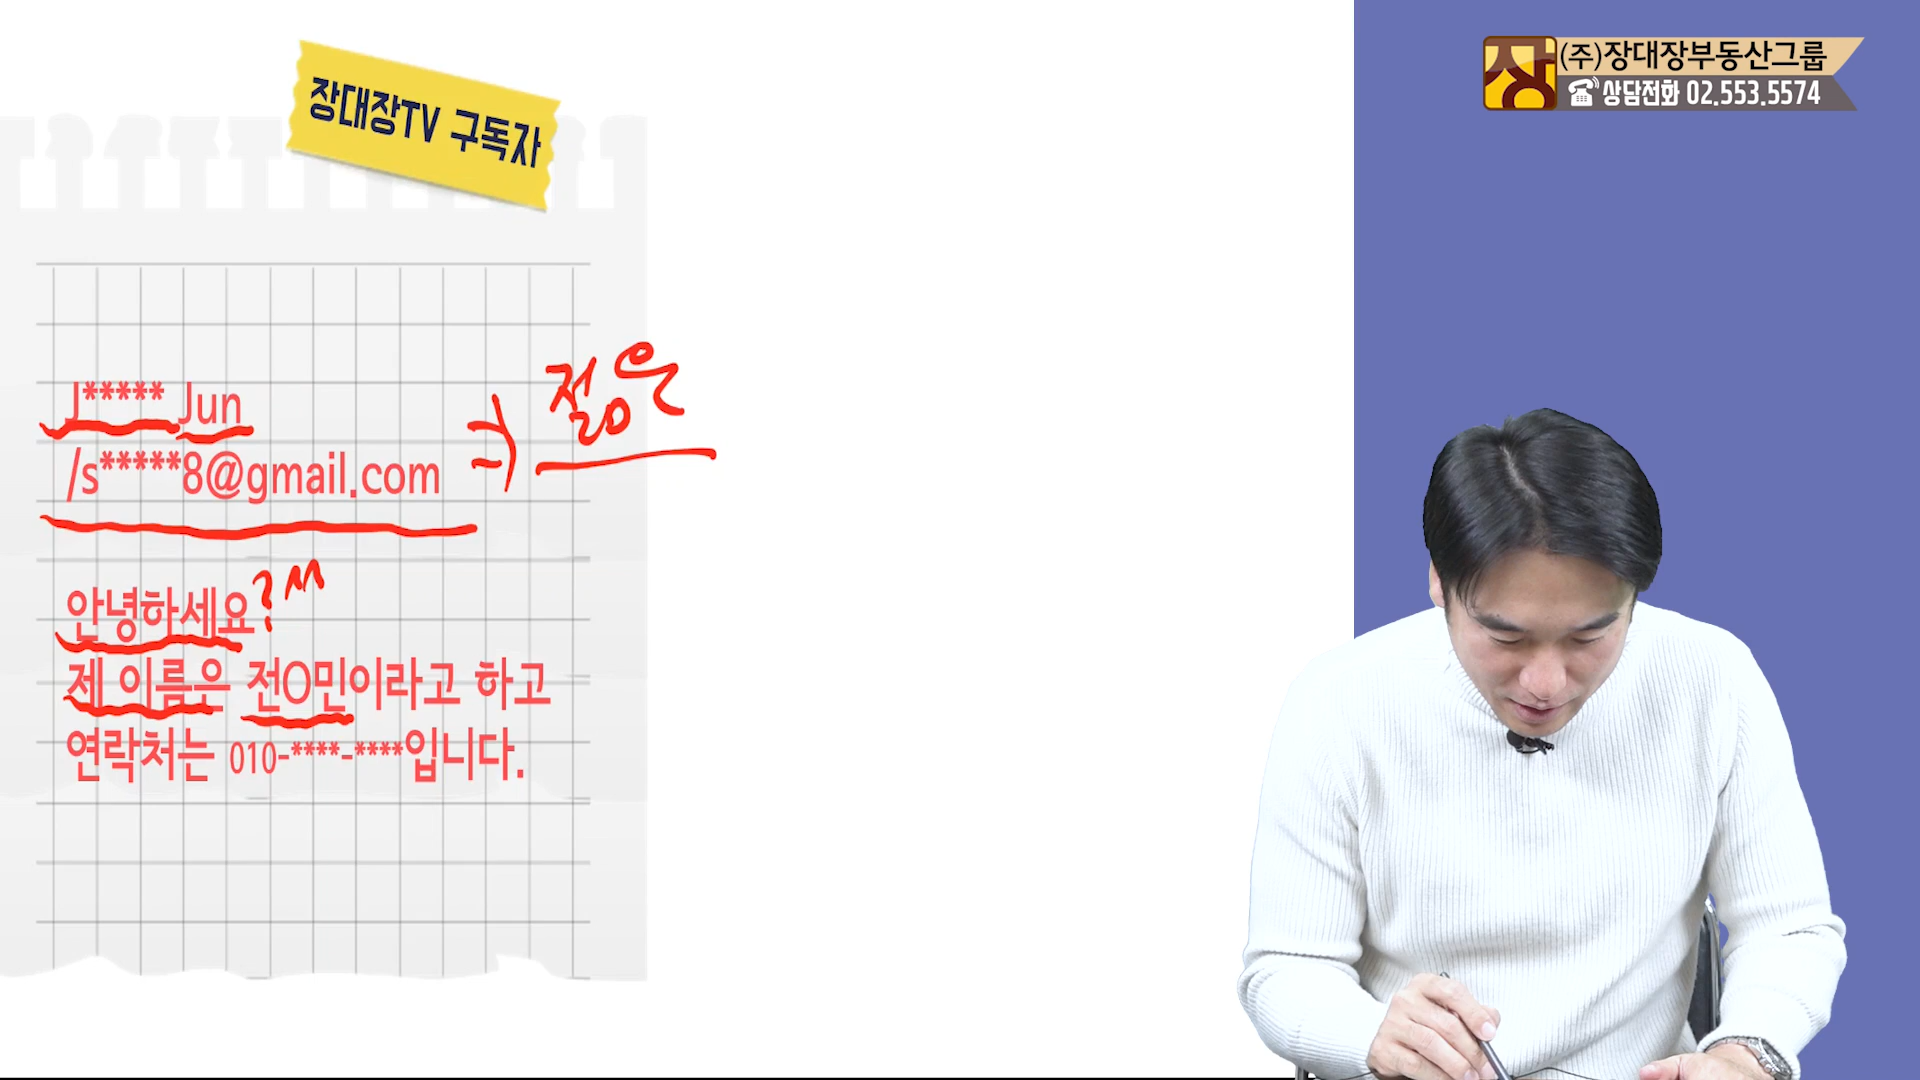 장대장TV 구독자
(주)장대장부동산그룹
상담전화 02.553.5574
J***** Jun
/s*****8@gmail.com
=> 젊은
안녕하세요?
제 이름은 전O민이라고 하고
연락처는 010-****-****입니다.